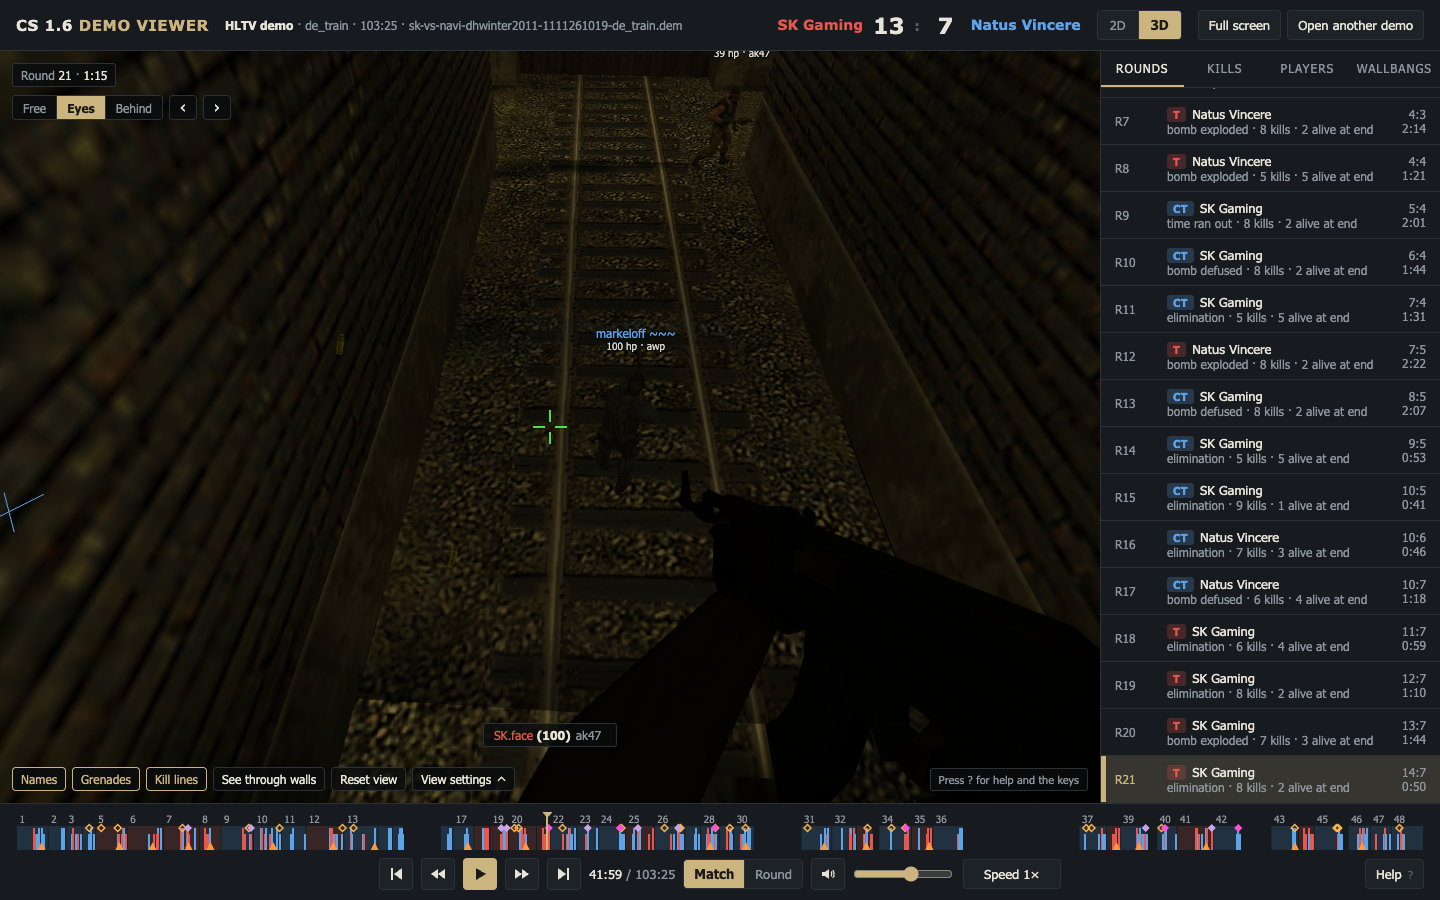 CS 1.6 DEMO VIEWER HLTV demo · de_train · 103:25 · sk-vs-navi-dhwinter2011-1111261019-de_train.dem SK Gaming 13 : 7 Natus Vincere 2D 3D Full screen Open another demo
39 hp · ak47
Round 21 · 1:15
Free Eyes Behind < >
markeloff ~~~
100 hp · awp
SK.face (100) ak47
Names Grenades Kill lines See through walls Reset view View settings
Press ? for help and the keys
ROUNDS KILLS PLAYERS WALLBANGS
R7 T Natus Vincere 4:3
bomb exploded · 8 kills · 2 alive at end 2:14
R8 T Natus Vincere 4:4
bomb exploded · 5 kills · 5 alive at end 1:21
R9 CT SK Gaming 5:4
time ran out · 8 kills · 2 alive at end 2:01
R10 CT SK Gaming 6:4
bomb defused · 8 kills · 2 alive at end 1:44
R11 CT SK Gaming 7:4
elimination · 5 kills · 5 alive at end 1:31
R12 T Natus Vincere 7:5
bomb exploded · 8 kills · 2 alive at end 2:22
R13 CT SK Gaming 8:5
bomb defused · 8 kills · 2 alive at end 2:07
R14 CT SK Gaming 9:5
elimination · 5 kills · 5 alive at end 0:53
R15 CT SK Gaming 10:5
elimination · 9 kills · 1 alive at end 0:41
R16 CT Natus Vincere 10:6
elimination · 7 kills · 3 alive at end 0:46
R17 CT Natus Vincere 10:7
bomb defused · 6 kills · 4 alive at end 1:18
R18 T SK Gaming 11:7
elimination · 6 kills · 4 alive at end 0:59
R19 T SK Gaming 12:7
elimination · 8 kills · 2 alive at end 1:10
R20 T SK Gaming 13:7
bomb exploded · 7 kills · 3 alive at end 1:44
R21 T SK Gaming 14:7
elimination · 8 kills · 2 alive at end 0:50
1 2 3 4 5 6 7 8 9 10 11 12 13 17 19 20 22 23 24 25 26 28 29 30 31 32 33 34 35 36 37 39 40 41 42 43 45 46 47 48
41:59 / 103:25 Match Round Speed 1× Help ?